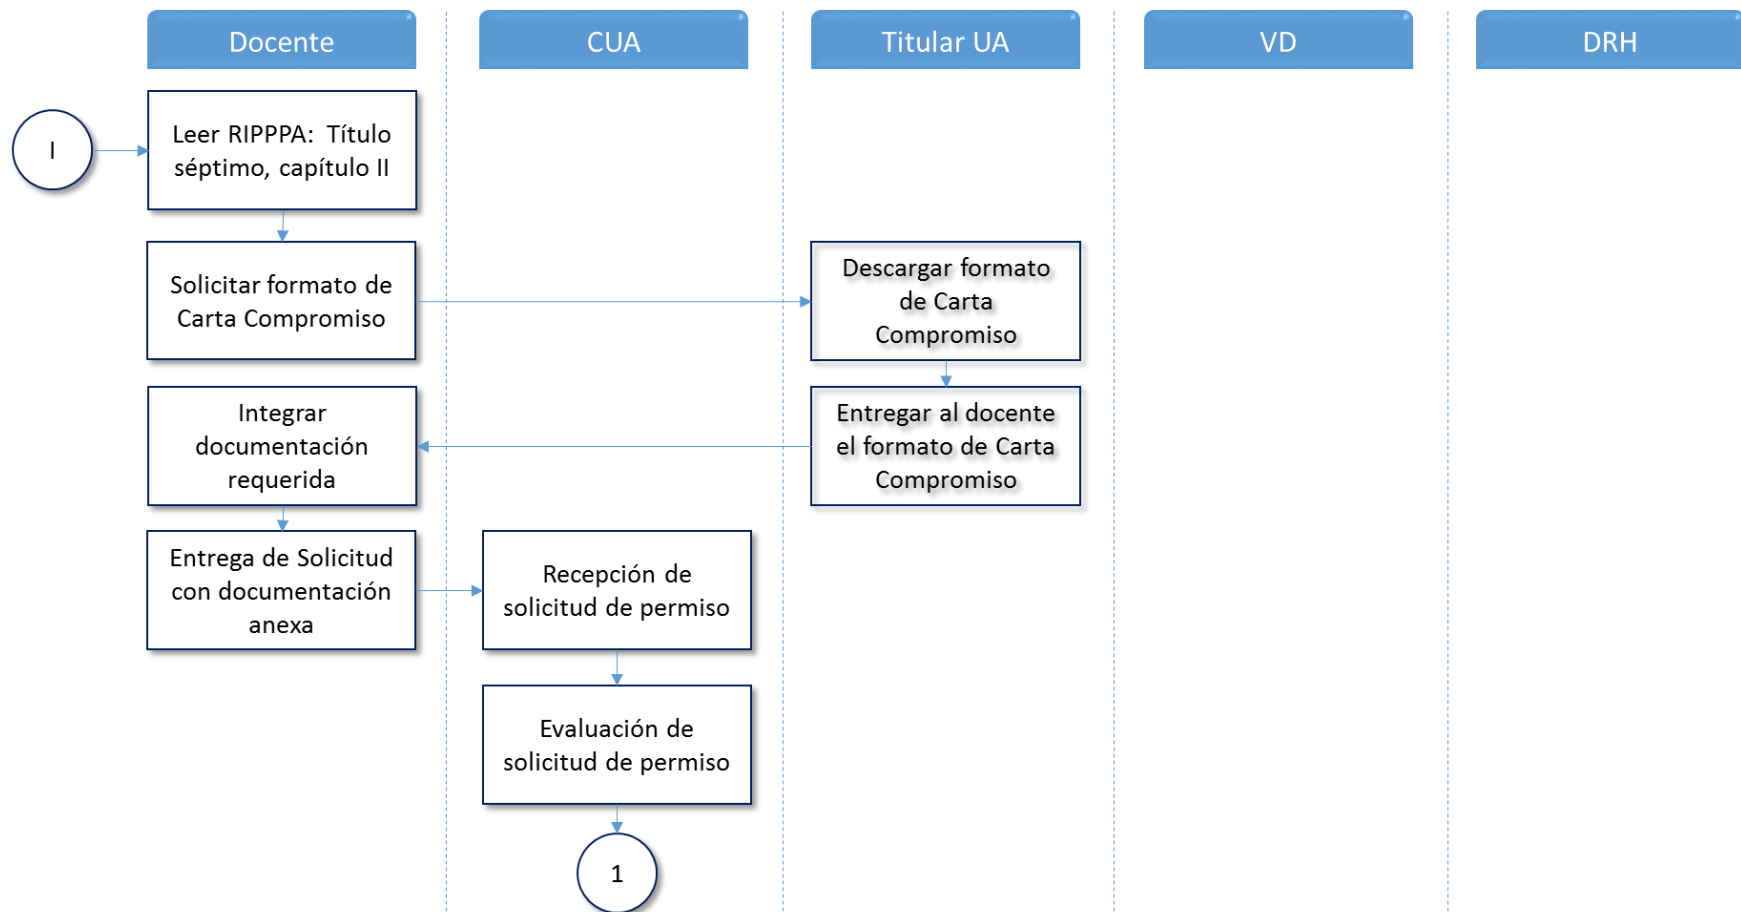 Docente
CUA
Titular UA
VD
DRH
I
Leer RIPPPA: Título
séptimo, capítulo II
Solicitar formato de
Carta Compromiso
Descargar formato
de Carta
Compromiso
Integrar
documentación
requerida
Entregar al docente
el formato de Carta
Compromiso
Entrega de Solicitud
con documentación
anexa
Recepción de
solicitud de permiso
Evaluación de
solicitud de permiso
1